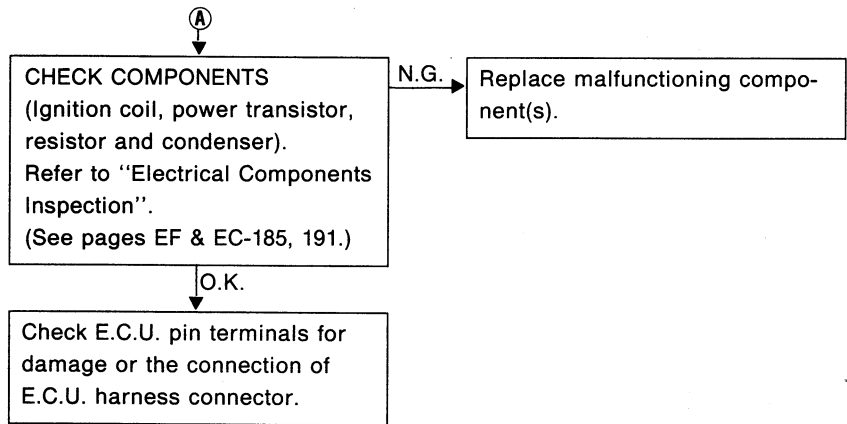 A
CHECK COMPONENTS
(Ignition coil, power transistor,
resistor and condenser).
Refer to “Electrical Components
Inspection”.
(See pages EF & EC-185, 191.)
N.G.
Replace malfunctioning compo-
nent(s).
O.K.
Check E.C.U. pin terminals for
damage or the connection of
E.C.U. harness connector.